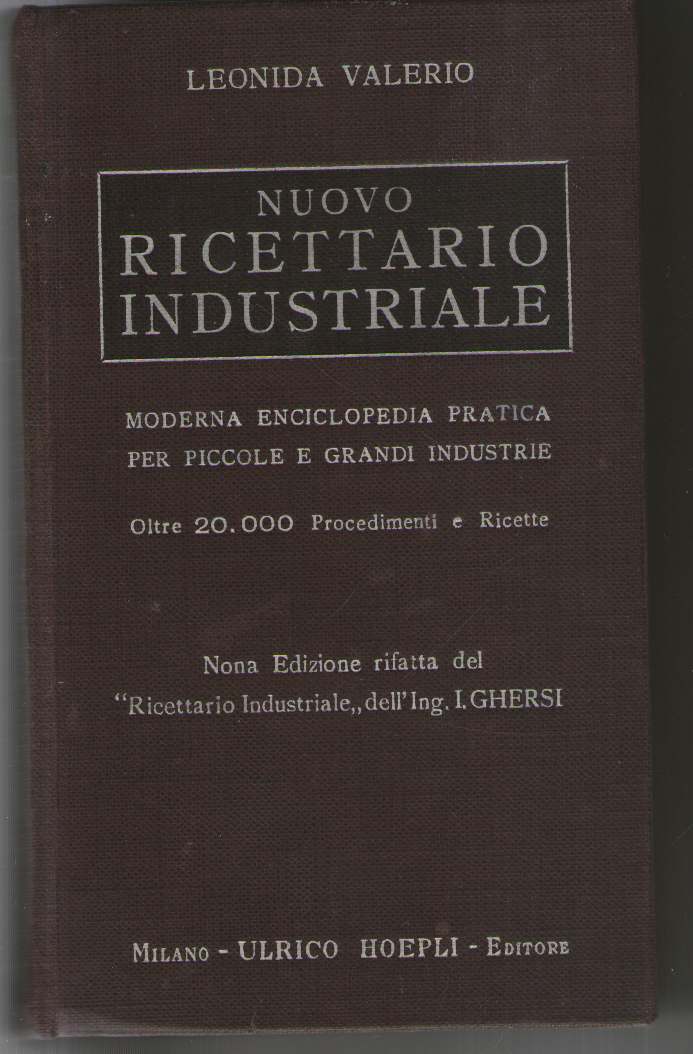 LEONIDA VALERIO
NUOVO
RICETTARIO
INDUSTRIALE
MODERNA ENCICLOPEDIA PRATICA
PER PICCOLE E GRANDI INDUSTRIE
Oltre 20.000 Procedimenti e Ricette
Nona Edizione rifatta del
“Ricettario Industriale„ dell' Ing. I. GHERSI
MILANO - ULRICO HOEPLI - EDITORE